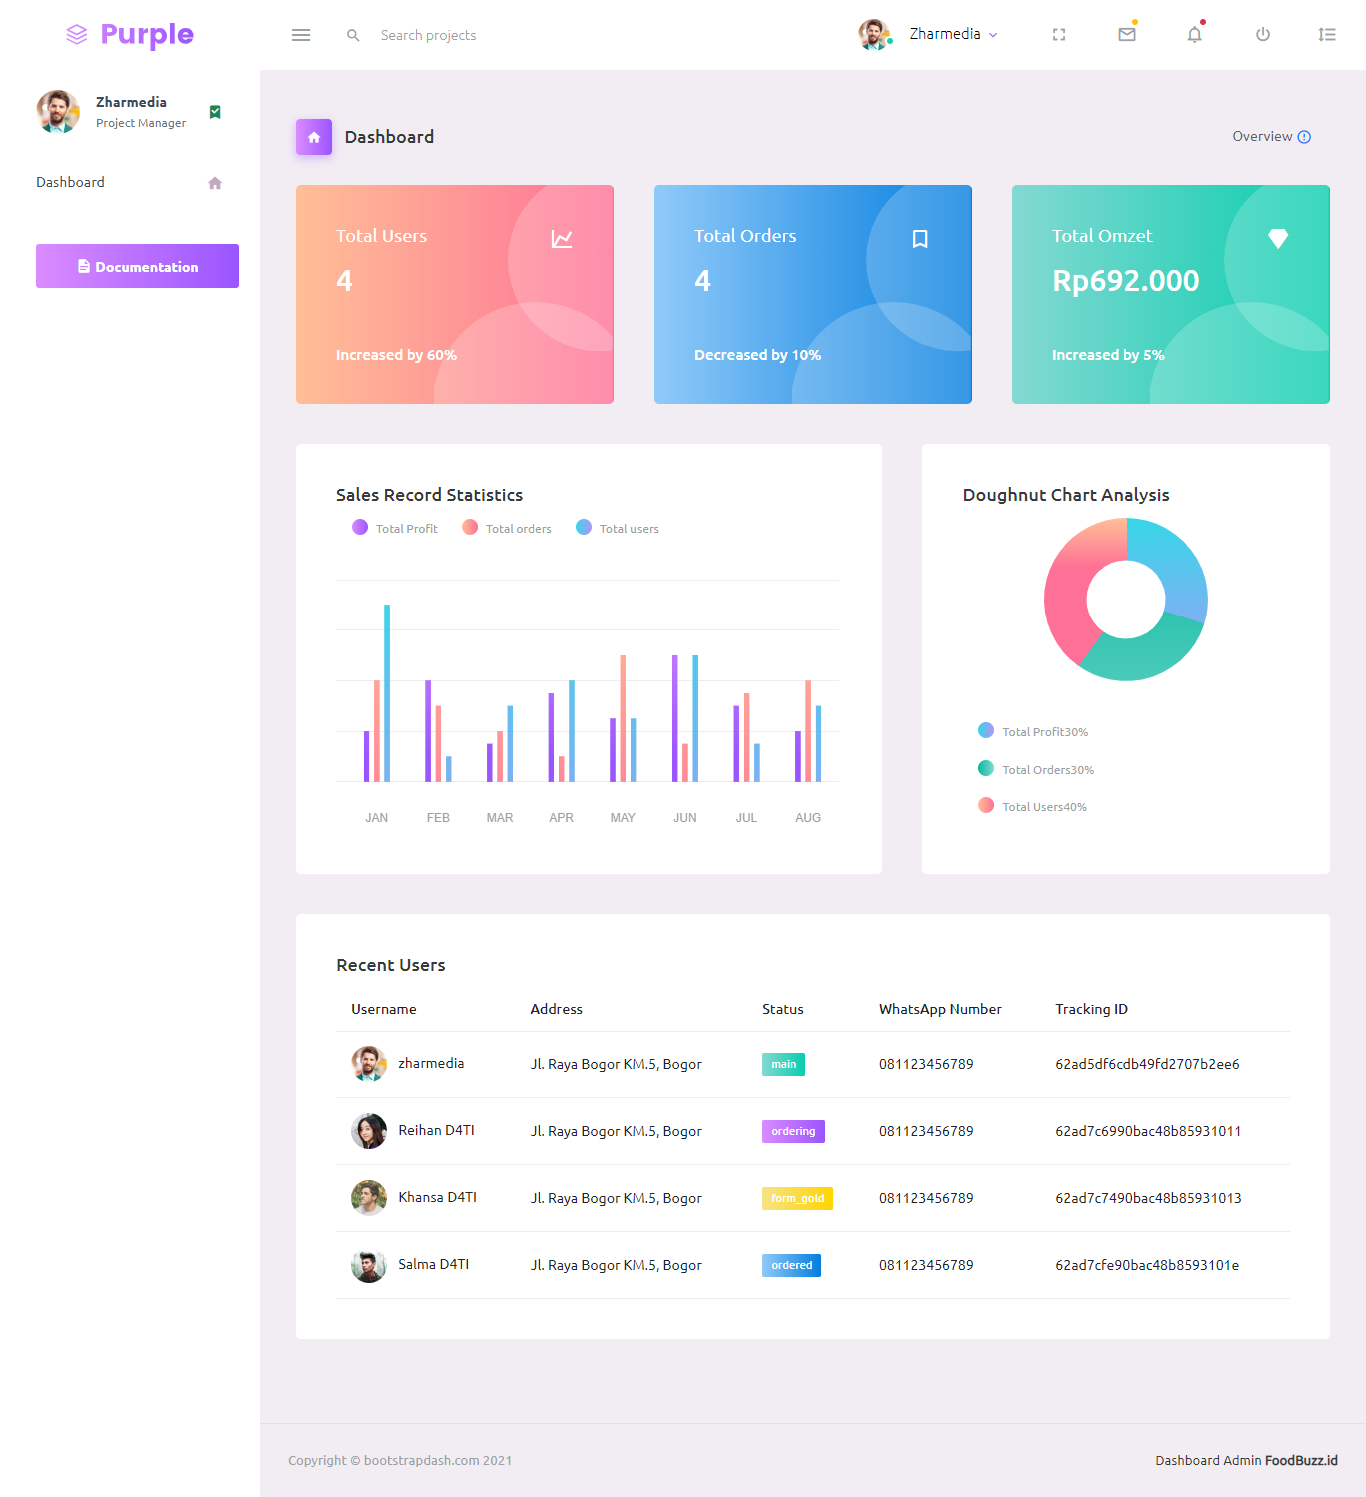 Purple
Search projects
Zharmedia
Zharmedia
Project Manager
Dashboard
Documentation
Dashboard
Overview
Total Users
4
Increased by 60%
Total Orders
4
Decreased by 10%
Total Omzet
Rp692.000
Increased by 5%
Sales Record Statistics
Total Profit Total orders Total users
JAN FEB MAR APR MAY JUN JUL AUG
Doughnut Chart Analysis
Total Profit30%
Total Orders30%
Total Users40%
Recent Users
Username Address Status WhatsApp Number Tracking ID
zharmedia Jl. Raya Bogor KM.5, Bogor main 081123456789 62ad5df6cdb49fd2707b2ee6
Reihan D4TI Jl. Raya Bogor KM.5, Bogor ordering 081123456789 62ad7c6990bac48b85931011
Khansa D4TI Jl. Raya Bogor KM.5, Bogor form_gold 081123456789 62ad7c7490bac48b85931013
Salma D4TI Jl. Raya Bogor KM.5, Bogor ordered 081123456789 62ad7cfe90bac48b8593101e
Copyright © bootstrapdash.com 2021
Dashboard Admin FoodBuzz.id